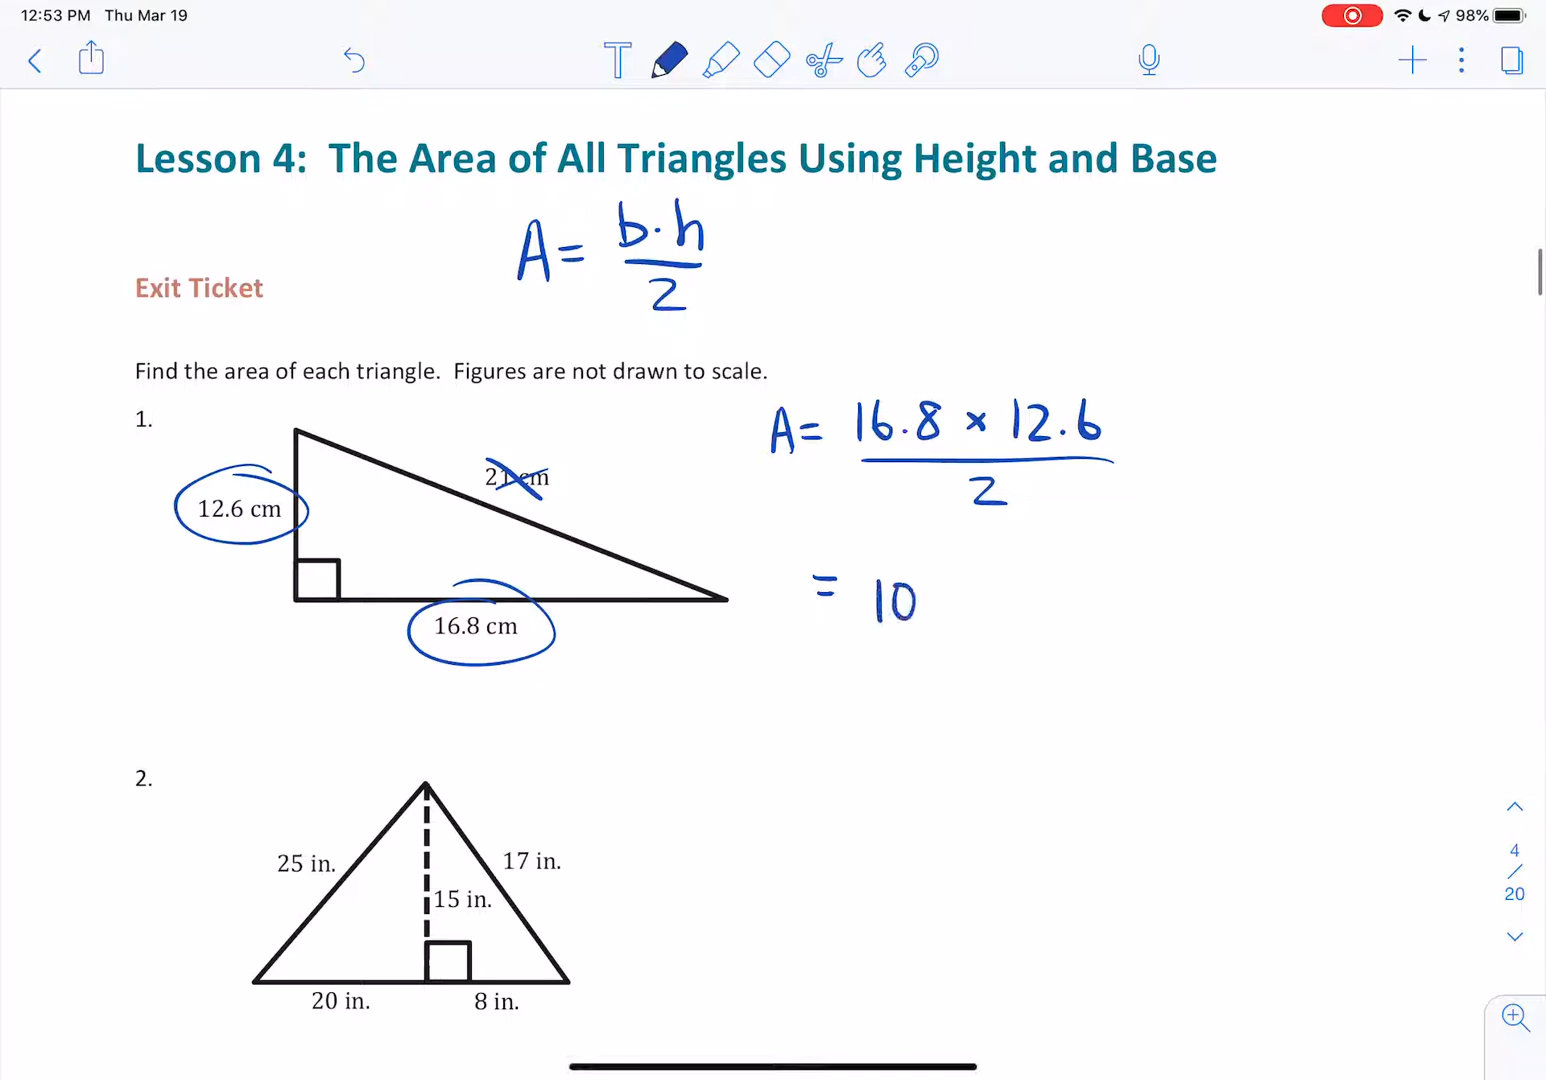 12:53 PM Thu Mar 19
98%
Lesson 4: The Area of All Triangles Using Height and Base
A = b·h / 2
Exit Ticket
Find the area of each triangle. Figures are not drawn to scale.
1.
21 cm
12.6 cm
16.8 cm
A = 16.8 × 12.6 / 2
= 10
2.
25 in.
17 in.
15 in.
20 in.
8 in.
4
/
20